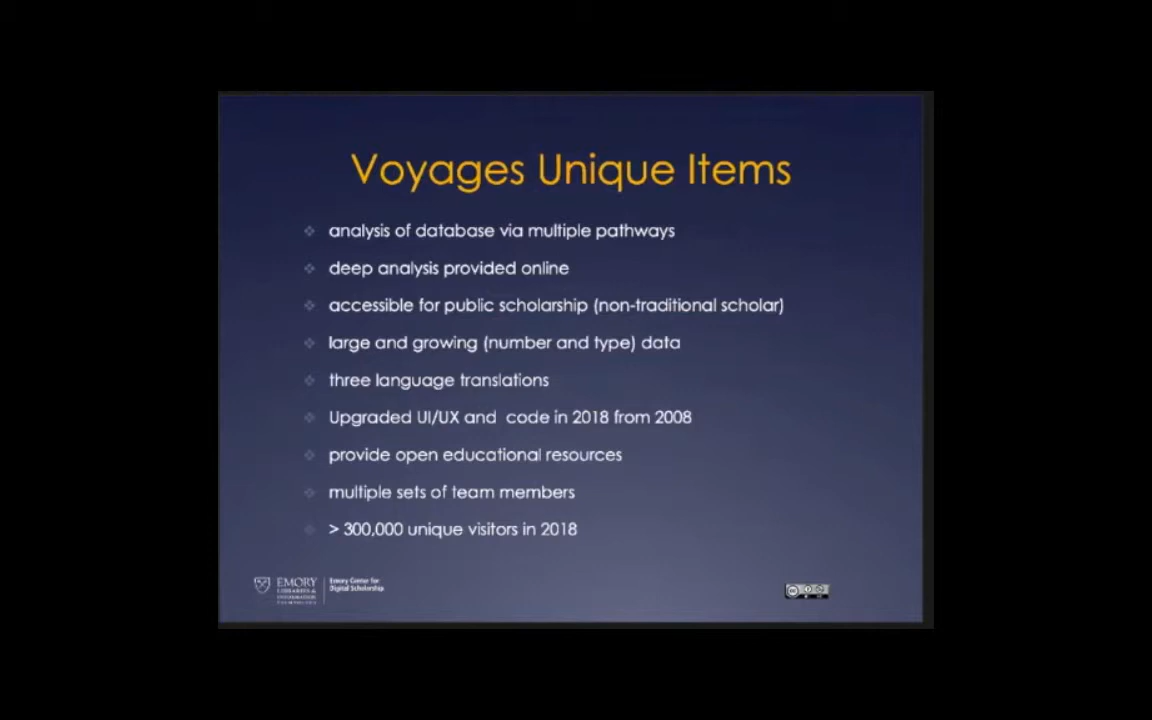 Voyages Unique Items
analysis of database via multiple pathways
deep analysis provided online
accessible for public scholarship (non-traditional scholar)
large and growing (number and type) data
three language translations
Upgraded UI/UX and code in 2018 from 2008
provide open educational resources
multiple sets of team members
> 300,000 unique visitors in 2018
EMORY
LIBRARIES &
INFORMATION
Emory Center for
Digital Scholarship
cc